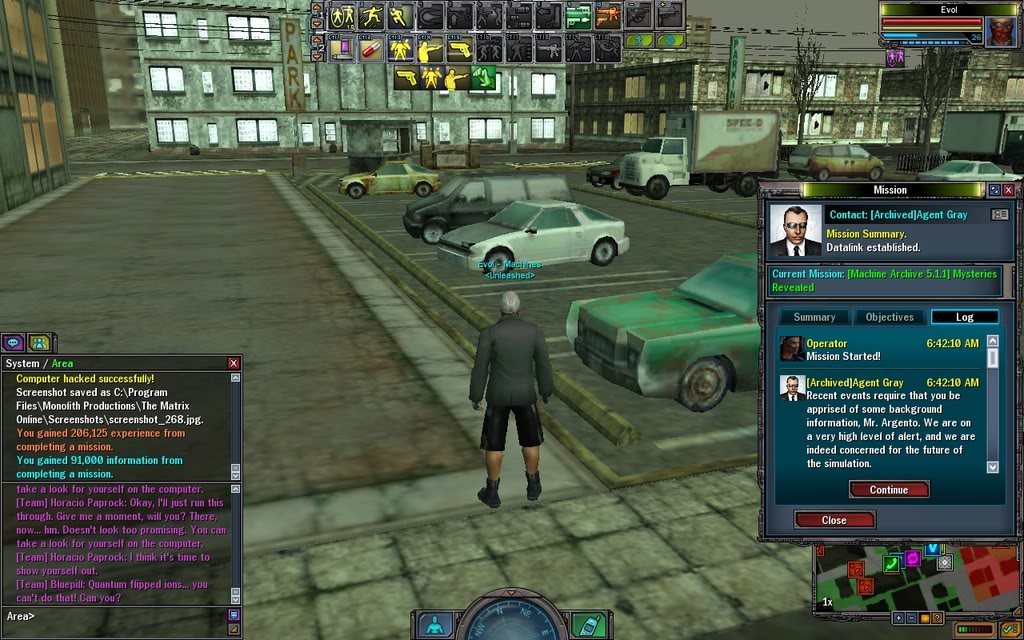 Evol
26
PARK
PARKING
SPEE-D
Evol - Machines
<Unleashed>
Mission
Contact: [Archived]Agent Gray
Mission Summary.
Datalink established.
Current Mission: [Machine Archive 5.1.1] Mysteries
Revealed
Summary
Objectives
Log
Operator 6:42:10 AM
Mission Started!
[Archived]Agent Gray 6:42:10 AM
Recent events require that you be
apprised of some background
information, Mr. Argento. We are on
a very high level of alert, and we are
indeed concerned for the future of
the simulation.
Continue
Close
System / Area
Computer hacked successfully!
Screenshot saved as C:\Program
Files\Monolith Productions\The Matrix
Online\Screenshots\screenshot_268.jpg.
You gained 206,125 experience from
completing a mission.
You gained 91,000 information from
completing a mission.
take a look for yourself on the computer.
[Team] Horacio Paprock: Okay, I'll just run this
through. Give me a moment, will you? There,
now... hm. Doesn't look too promising. You can
take a look for yourself on the computer.
[Team] Horacio Paprock: I think it's time to
show yourself out.
[Team] Bluepill: Quantum flipped ions... you
can't do that! Can you?
Area>
NW
N
NE
E
1x